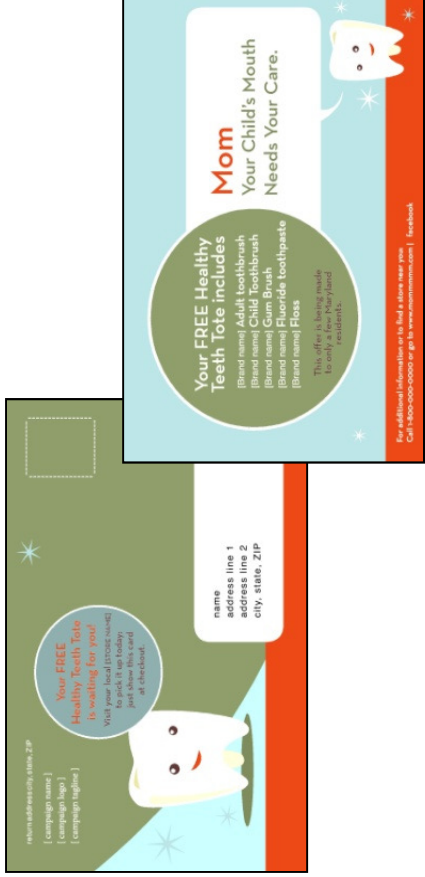 Mom
Your Child's Mouth
Needs Your Care.
Your FREE Healthy
Teeth Tote includes
[Brand name] Adult toothbrush
[Brand name] Child Toothbrush
[Brand name] Gum Brush
[Brand name] Fluoride toothpaste
[Brand name] Floss
This offer is being made
to only a few Maryland
residents.
For additional information or to find a store near you:
Call 1-800-000-0000 or go to www.mommmmm.com | facebook
return address city, state, ZIP
[ campaign name ]
[ campaign logo ]
[ campaign tagline ]
Your FREE
Healthy Teeth Tote
is waiting for you!
Visit your local [STORE NAME]
to pick it up today;
just show this card
at checkout.
name
address line 1
address line 2
city, state, ZIP